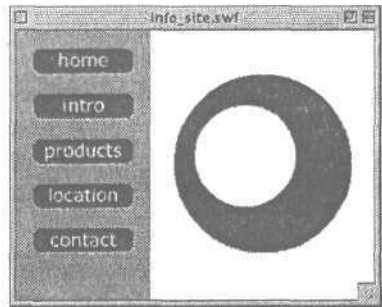 info_site.swf
home
intro
products
location
contact